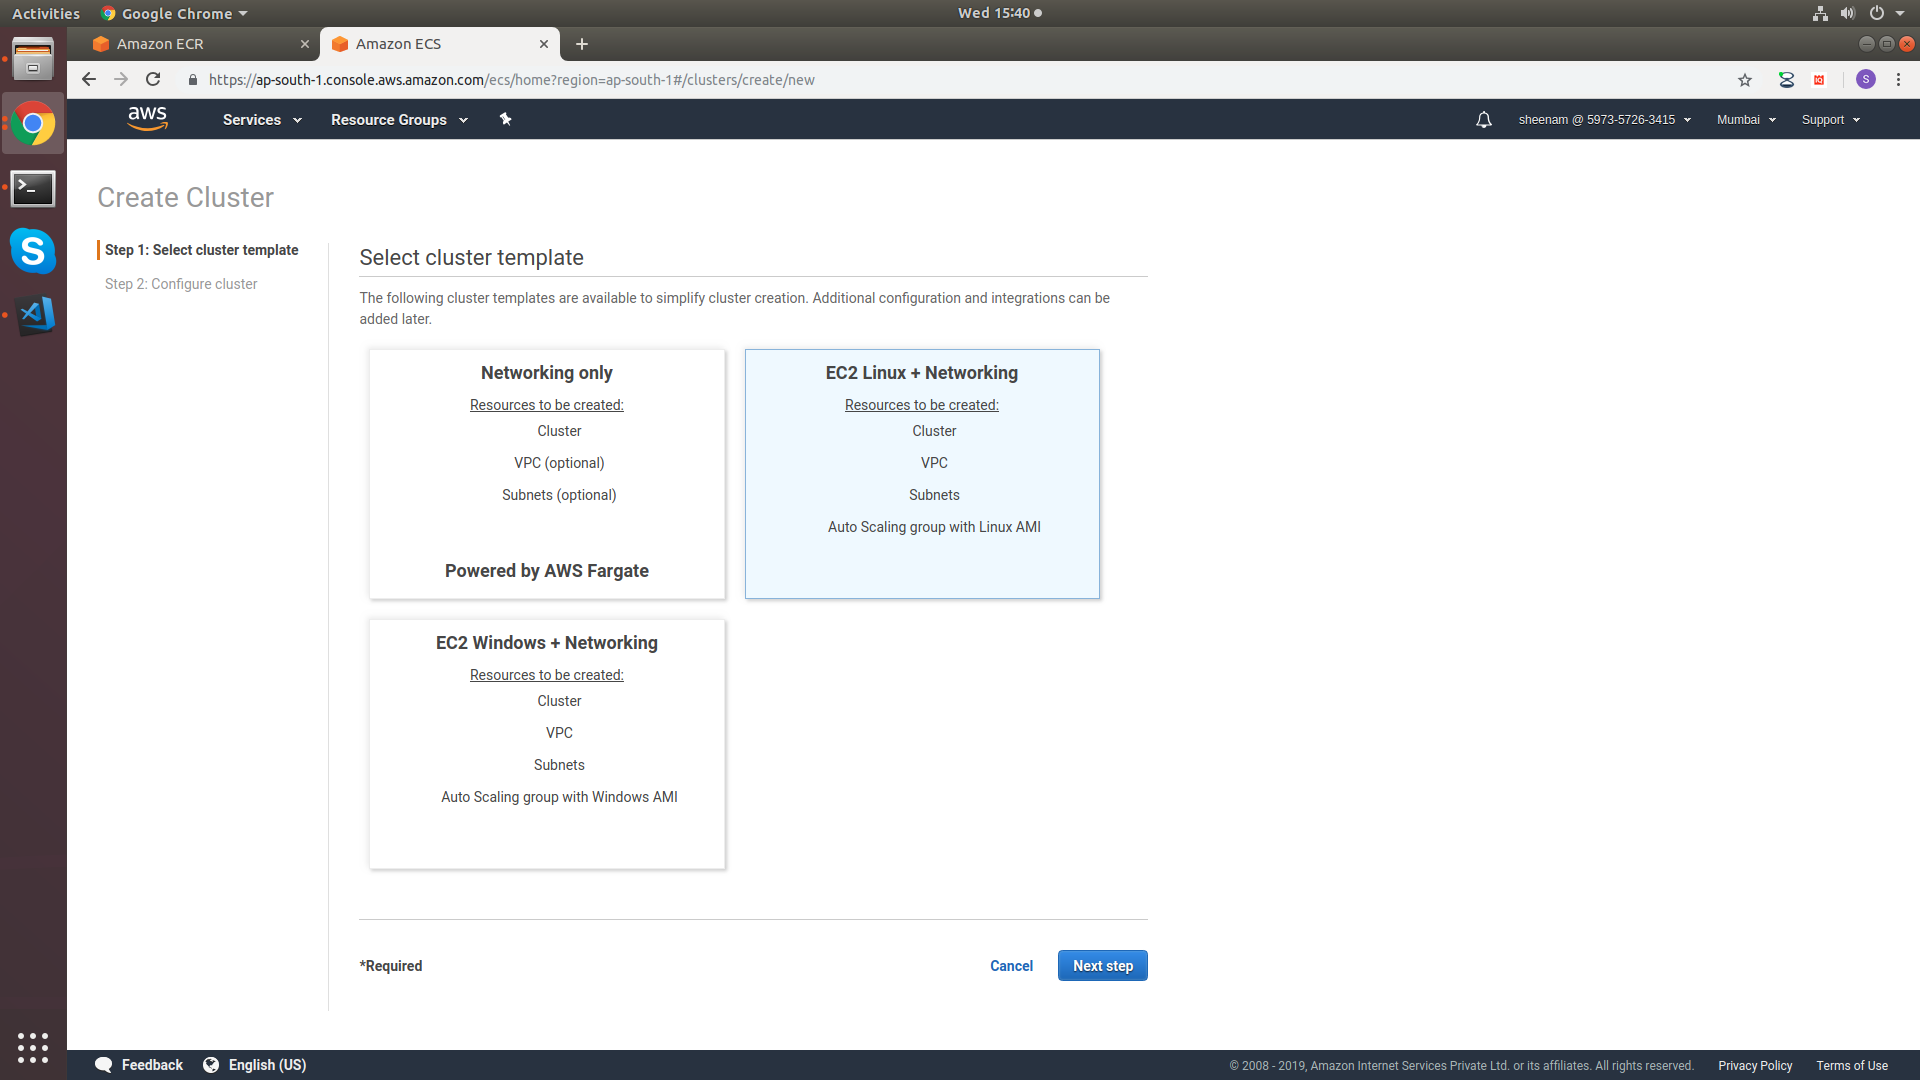 Activities
Google Chrome
Wed 15:40
Amazon ECR
Amazon ECS
https://ap-south-1.console.aws.amazon.com/ecs/home?region=ap-south-1#/clusters/create/new
S
aws
Services
Resource Groups
sheenam @ 5973-5726-3415
Mumbai
Support
Create Cluster
Step 1: Select cluster template
Step 2: Configure cluster
Select cluster template
The following cluster templates are available to simplify cluster creation. Additional configuration and integrations can be
added later.
Networking only
Resources to be created:
Cluster
VPC (optional)
Subnets (optional)
Powered by AWS Fargate
EC2 Linux + Networking
Resources to be created:
Cluster
VPC
Subnets
Auto Scaling group with Linux AMI
EC2 Windows + Networking
Resources to be created:
Cluster
VPC
Subnets
Auto Scaling group with Windows AMI
*Required
Cancel
Next step
Feedback
English (US)
© 2008 - 2019, Amazon Internet Services Private Ltd. or its affiliates. All rights reserved.
Privacy Policy
Terms of Use